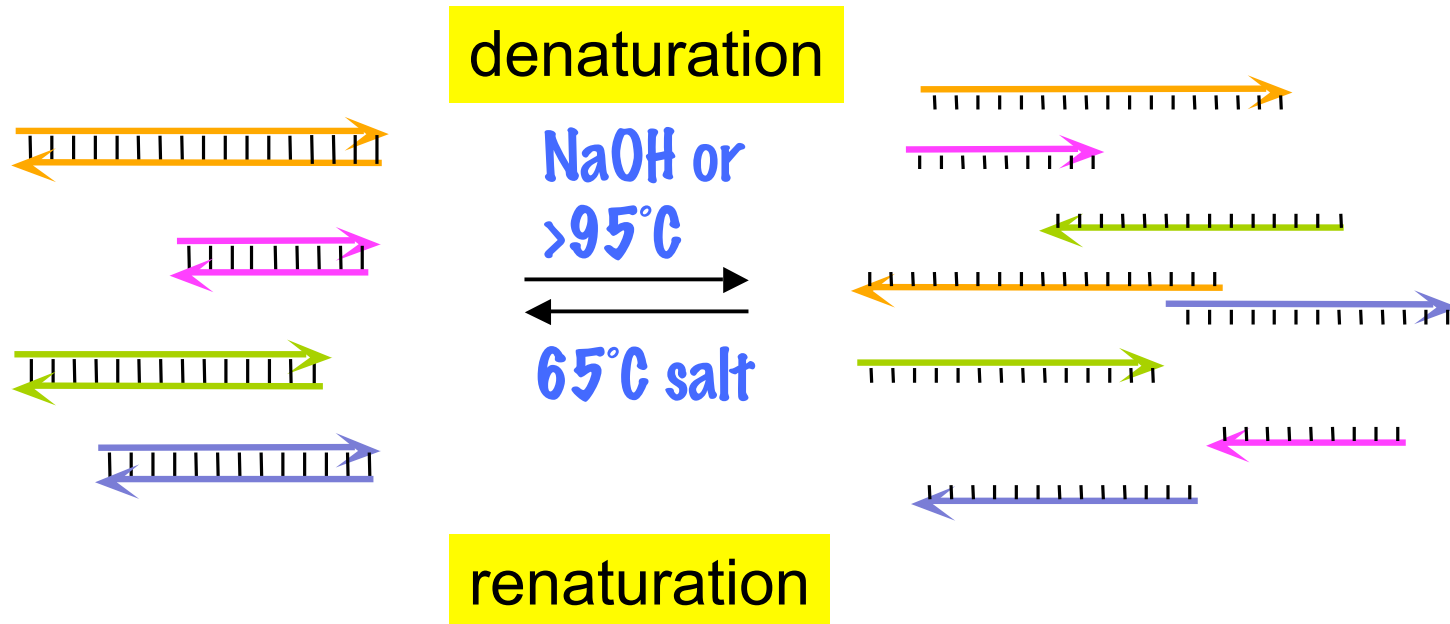 denaturation
NaOH or
>95°C
65°C salt
renaturation